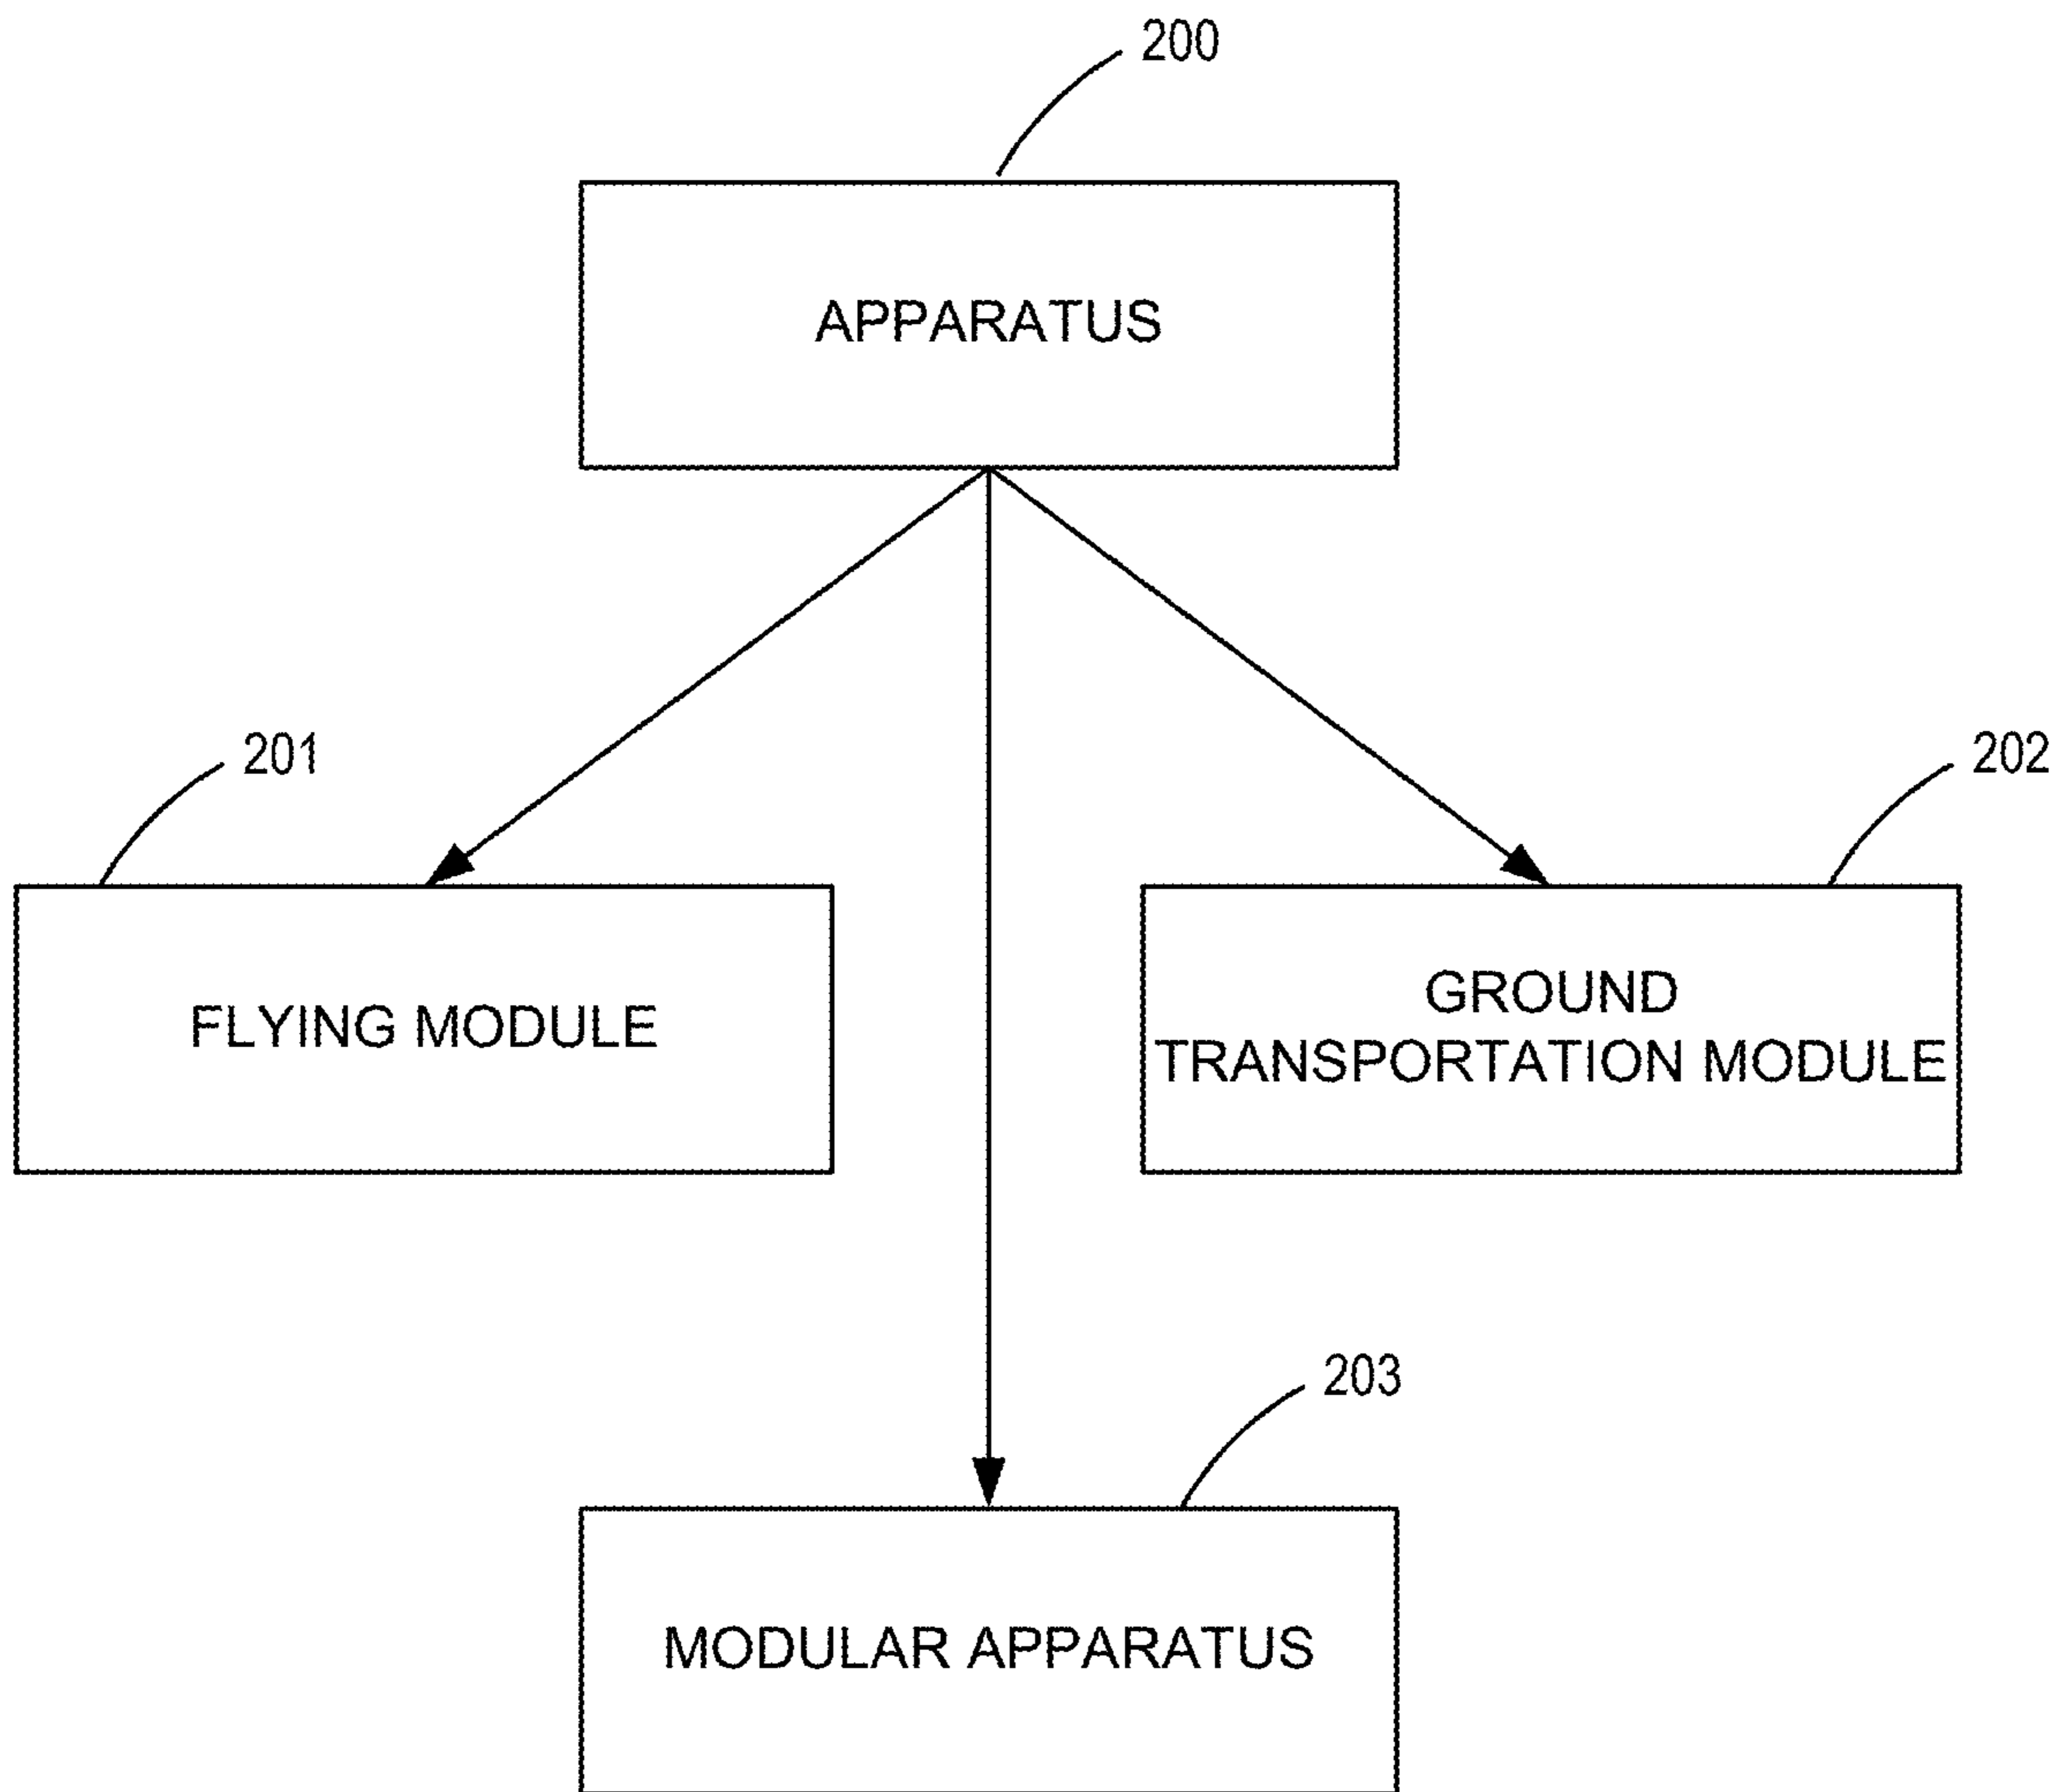 200
APPARATUS
201
202
FLYING MODULE
GROUND
TRANSPORTATION MODULE
203
MODULAR APPARATUS